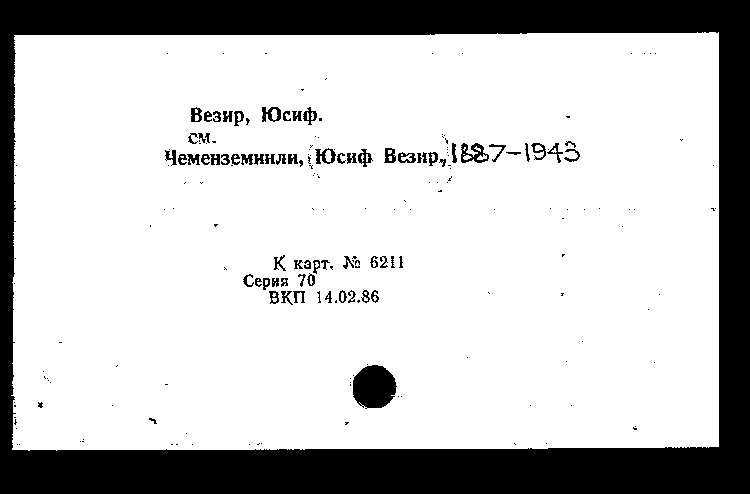 Везир, Юсиф.
см.
Чеменземинли, (Юсиф Везир,) 1887-1943
К карт. № 6211
Серия 70
ВКП 14.02.86